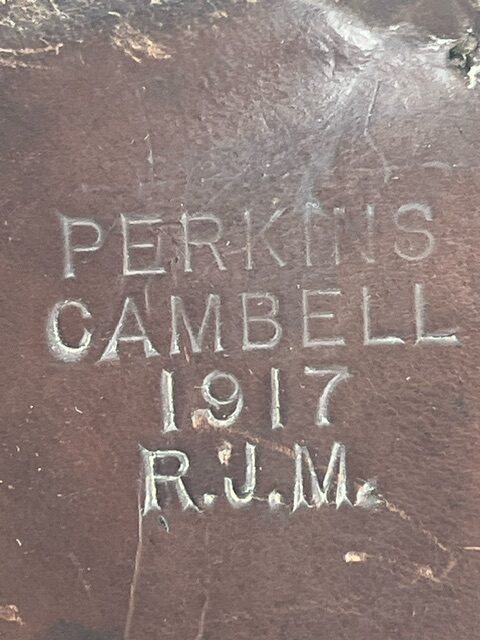 PERKINS
CAMBELL
1917
R.J.M.